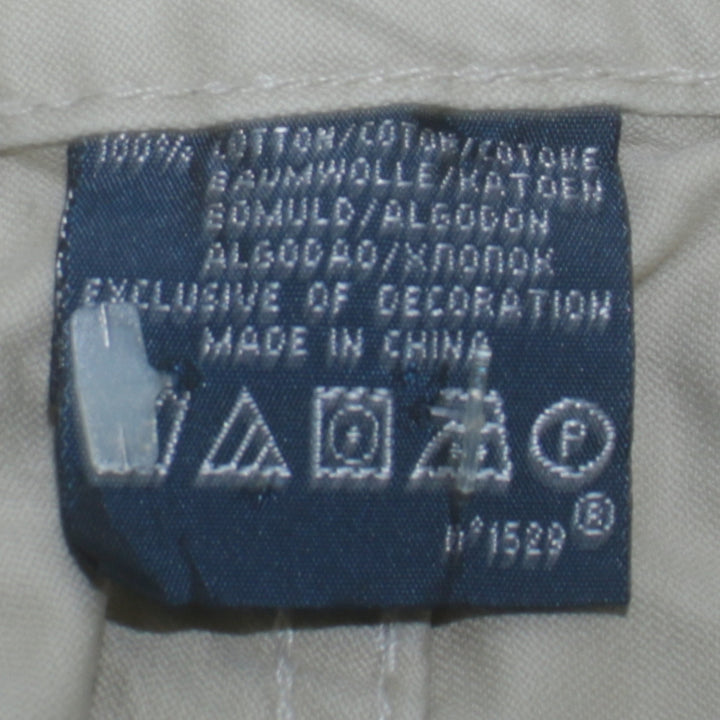 100% COTTON/COTON/COTONE
BAUMWOLLE/KATOEN
BOMULD/ALGODON
ALGODAO/ХЛОПОК
EXCLUSIVE OF DECORATION
MADE IN CHINA
P
n°1529 ®